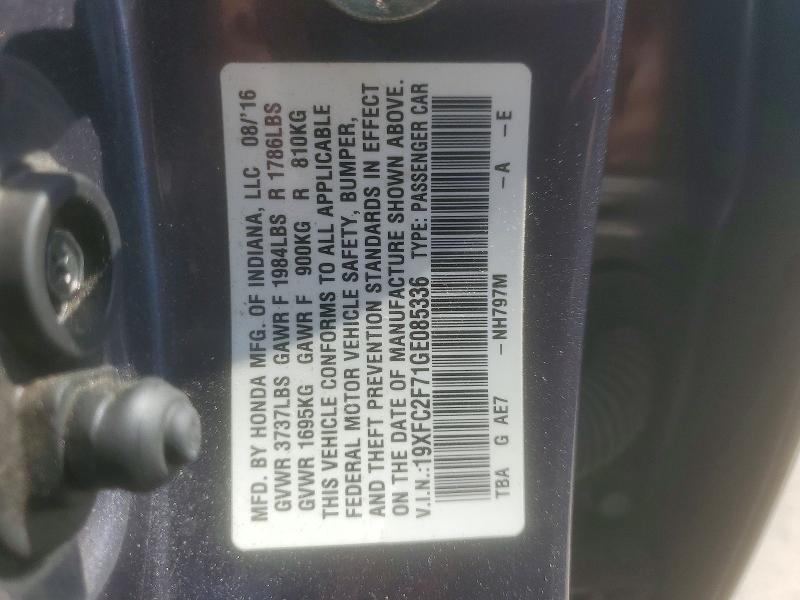 MFD. BY HONDA MFG. OF INDIANA, LLC 08/'16
GVWR 3737LBS GAWR F 1984LBS R 1786LBS
GVWR 1695KG GAWR F 900KG R 810KG
THIS VEHICLE CONFORMS TO ALL APPLICABLE
FEDERAL MOTOR VEHICLE SAFETY, BUMPER,
AND THEFT PREVENTION STANDARDS IN EFFECT
ON THE DATE OF MANUFACTURE SHOWN ABOVE.
V.I.N.:19XFC2F71GE085336 TYPE: PASSENGER CAR
TBA G AE7 -NH797M -A -E